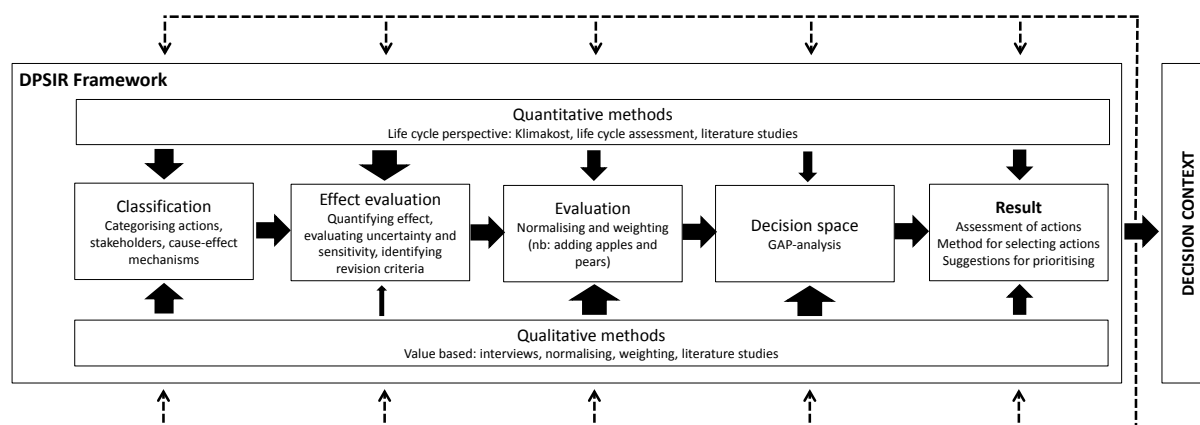 DPSIR Framework
Quantitative methods
Life cycle perspective: Klimakost, life cycle assessment, literature studies
Classification
Categorising actions,
stakeholders, cause-effect
mechanisms
Effect evaluation
Quantifying effect,
evaluating uncertainty and
sensitivity, identifying
revision criteria
Evaluation
Normalising and weighting
(nb: adding apples and
pears)
Decision space
GAP-analysis
Result
Assessment of actions
Method for selecting actions
Suggestions for prioritising
Qualitative methods
Value based: interviews, normalising, weighting, literature studies
DECISION CONTEXT